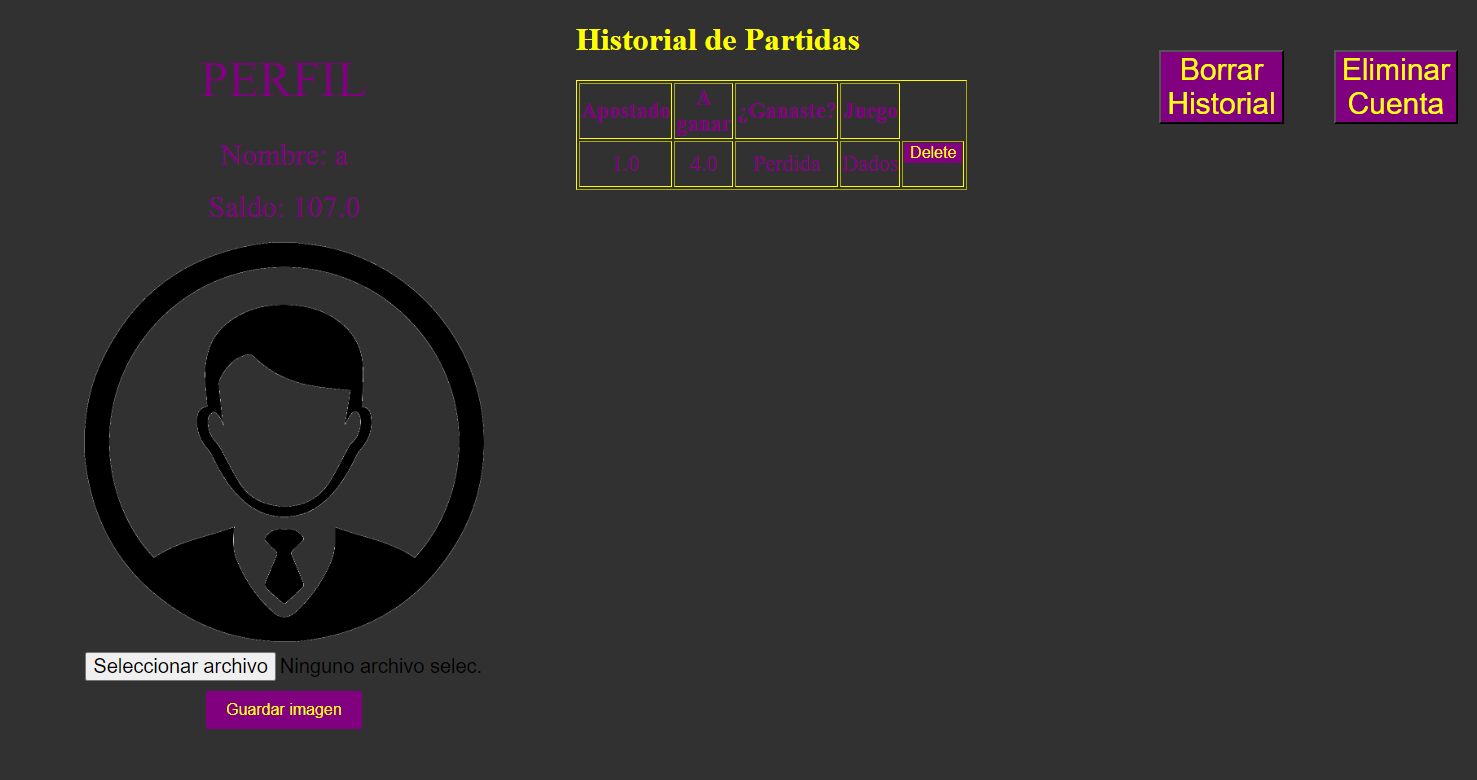 PERFIL
Nombre: a
Saldo: 107.0
Seleccionar archivo Ninguno archivo selec.
Guardar imagen
Historial de Partidas
Apostado A ganar ¿Ganaste? Juego
1.0 4.0 Perdida Dados Delete
Borrar
Historial
Eliminar
Cuenta